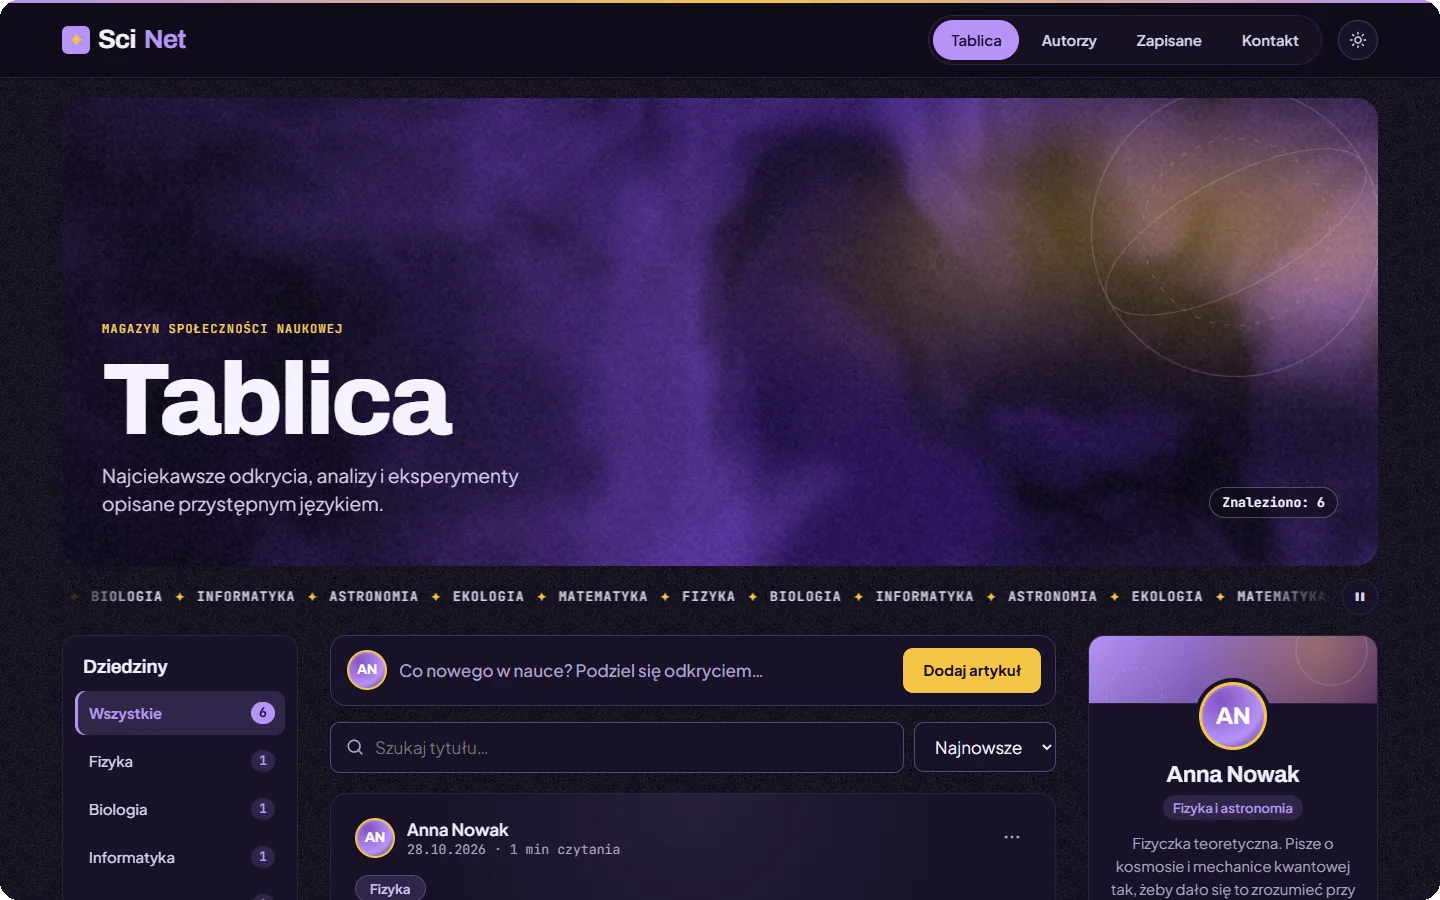 Sci Net
Tablica
Autorzy
Zapisane
Kontakt
MAGAZYN SPOŁECZNOŚCI NAUKOWEJ
Tablica
Najciekawsze odkrycia, analizy i eksperymenty
opisane przystępnym językiem.
Znaleziono: 6
BIOLOGIA ✦ INFORMATYKA ✦ ASTRONOMIA ✦ EKOLOGIA ✦ MATEMATYKA ✦ FIZYKA ✦ BIOLOGIA ✦ INFORMATYKA ✦ ASTRONOMIA ✦ EKOLOGIA ✦ MATEMATYKA
Dziedziny
Wszystkie 6
Fizyka 1
Biologia 1
Informatyka 1
AN
Co nowego w nauce? Podziel się odkryciem...
Dodaj artykuł
Szukaj tytułu...
Najnowsze
AN
Anna Nowak
28.10.2026 · 1 min czytania
Fizyka
AN
Anna Nowak
Fizyka i astronomia
Fizyczka teoretyczna. Pisze o
kosmosie i mechanice kwantowej
tak, żeby dało się to zrozumieć przy